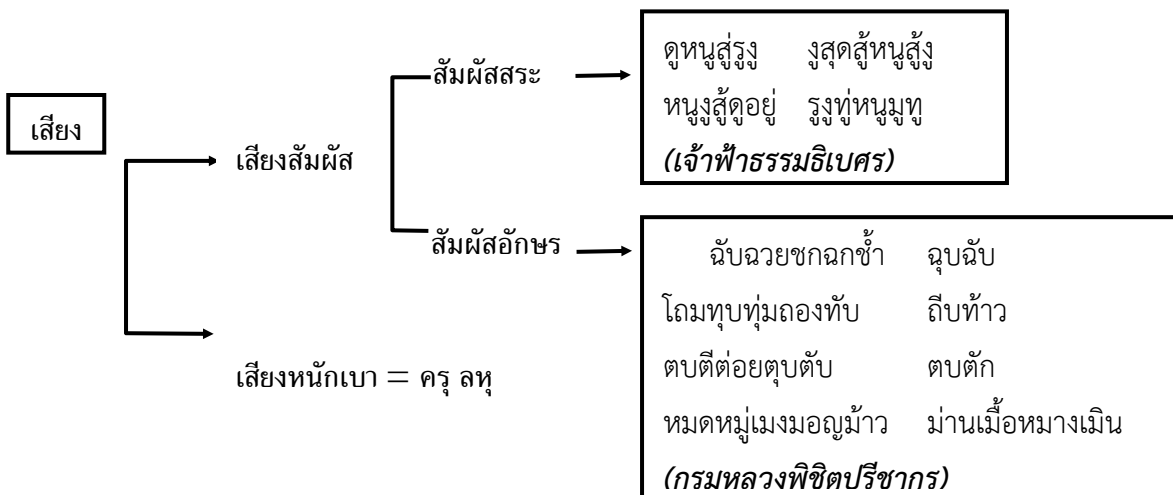 เสียง
เสียงสัมผัส
สัมผัสสระ
ดูหนูสู่รูงู งูสุดสู้หนูสู้งู
หนูงูสู้ดูอยู่ รูงูทู่หนูมูทู
(เจ้าฟ้าธรรมธิเบศร)
สัมผัสอักษร
ฉับฉวยชกฉกช้ำ ฉุบฉับ
โถมทุบทุ่มถองทับ ถีบท้าว
ตบตีต่อยตุบตับ ตบตัก
หมดหมู่เมงมอญม้าว ม่านเมื้อหมางเมิน
(กรมหลวงพิชิตปรีชากร)
เสียงหนักเบา = ครุ ลหุ